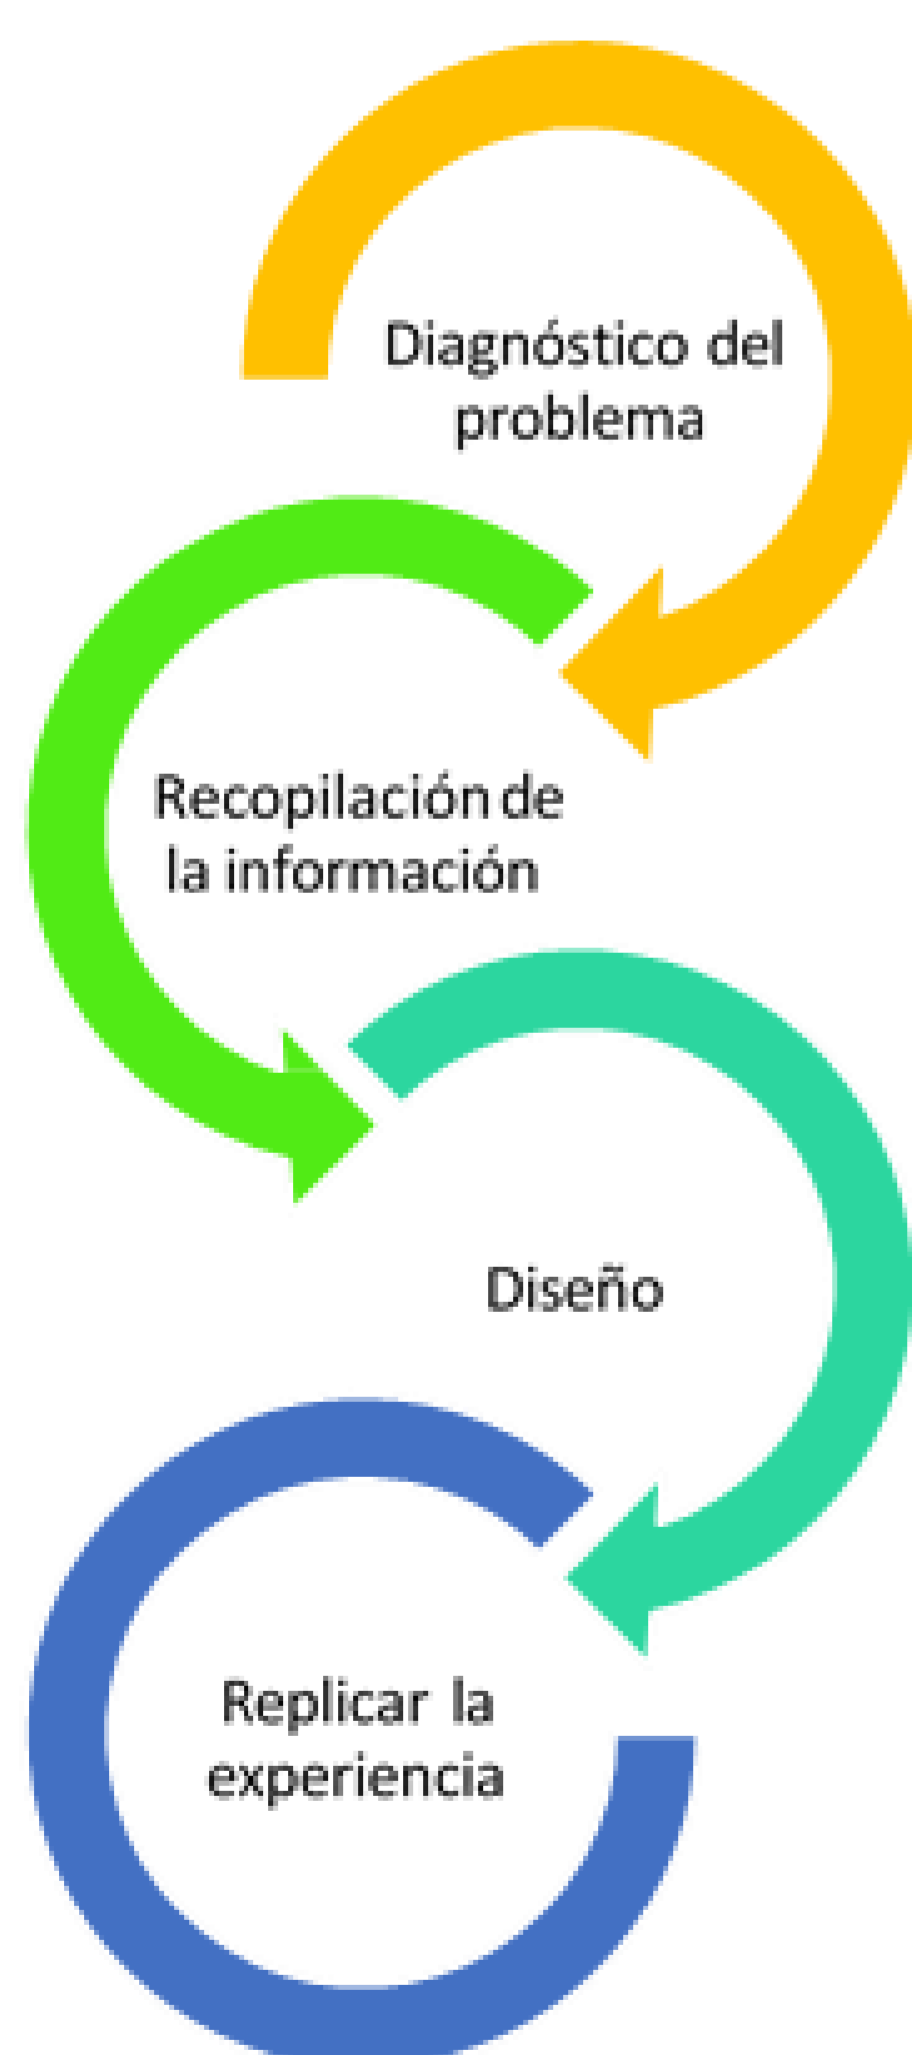 Diagnóstico del
problema
Recopilación de
la información
Diseño
Replicar la
experiencia